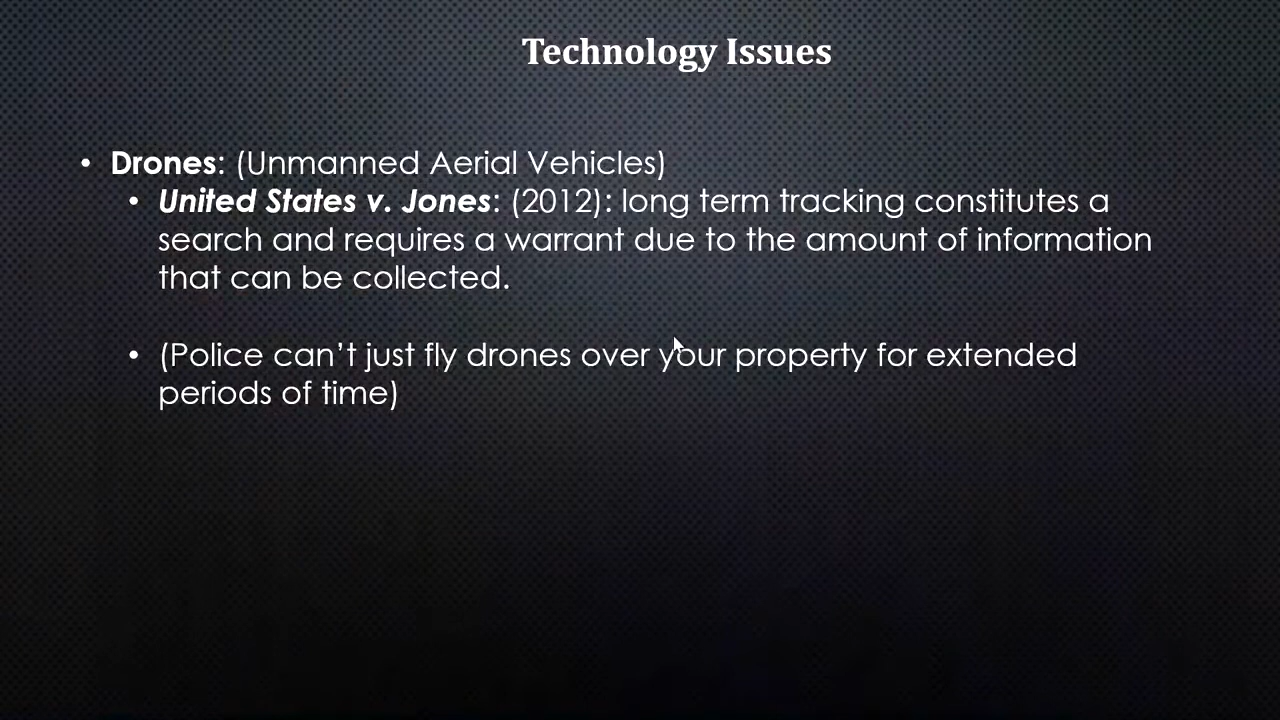 Technology Issues
• Drones: (Unmanned Aerial Vehicles)
• United States v. Jones: (2012): long term tracking constitutes a
search and requires a warrant due to the amount of information
that can be collected.
• (Police can’t just fly drones over your property for extended
periods of time)